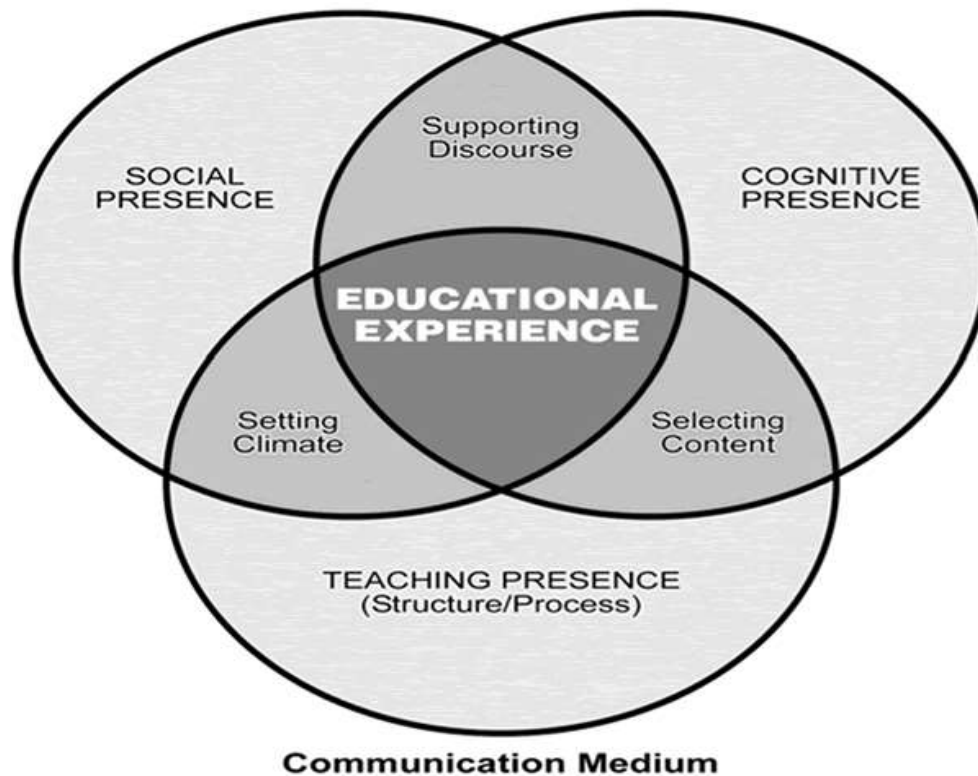 Supporting
Discourse
SOCIAL
PRESENCE
COGNITIVE
PRESENCE
EDUCATIONAL
EXPERIENCE
Setting
Climate
Selecting
Content
TEACHING PRESENCE
(Structure/Process)
Communication Medium